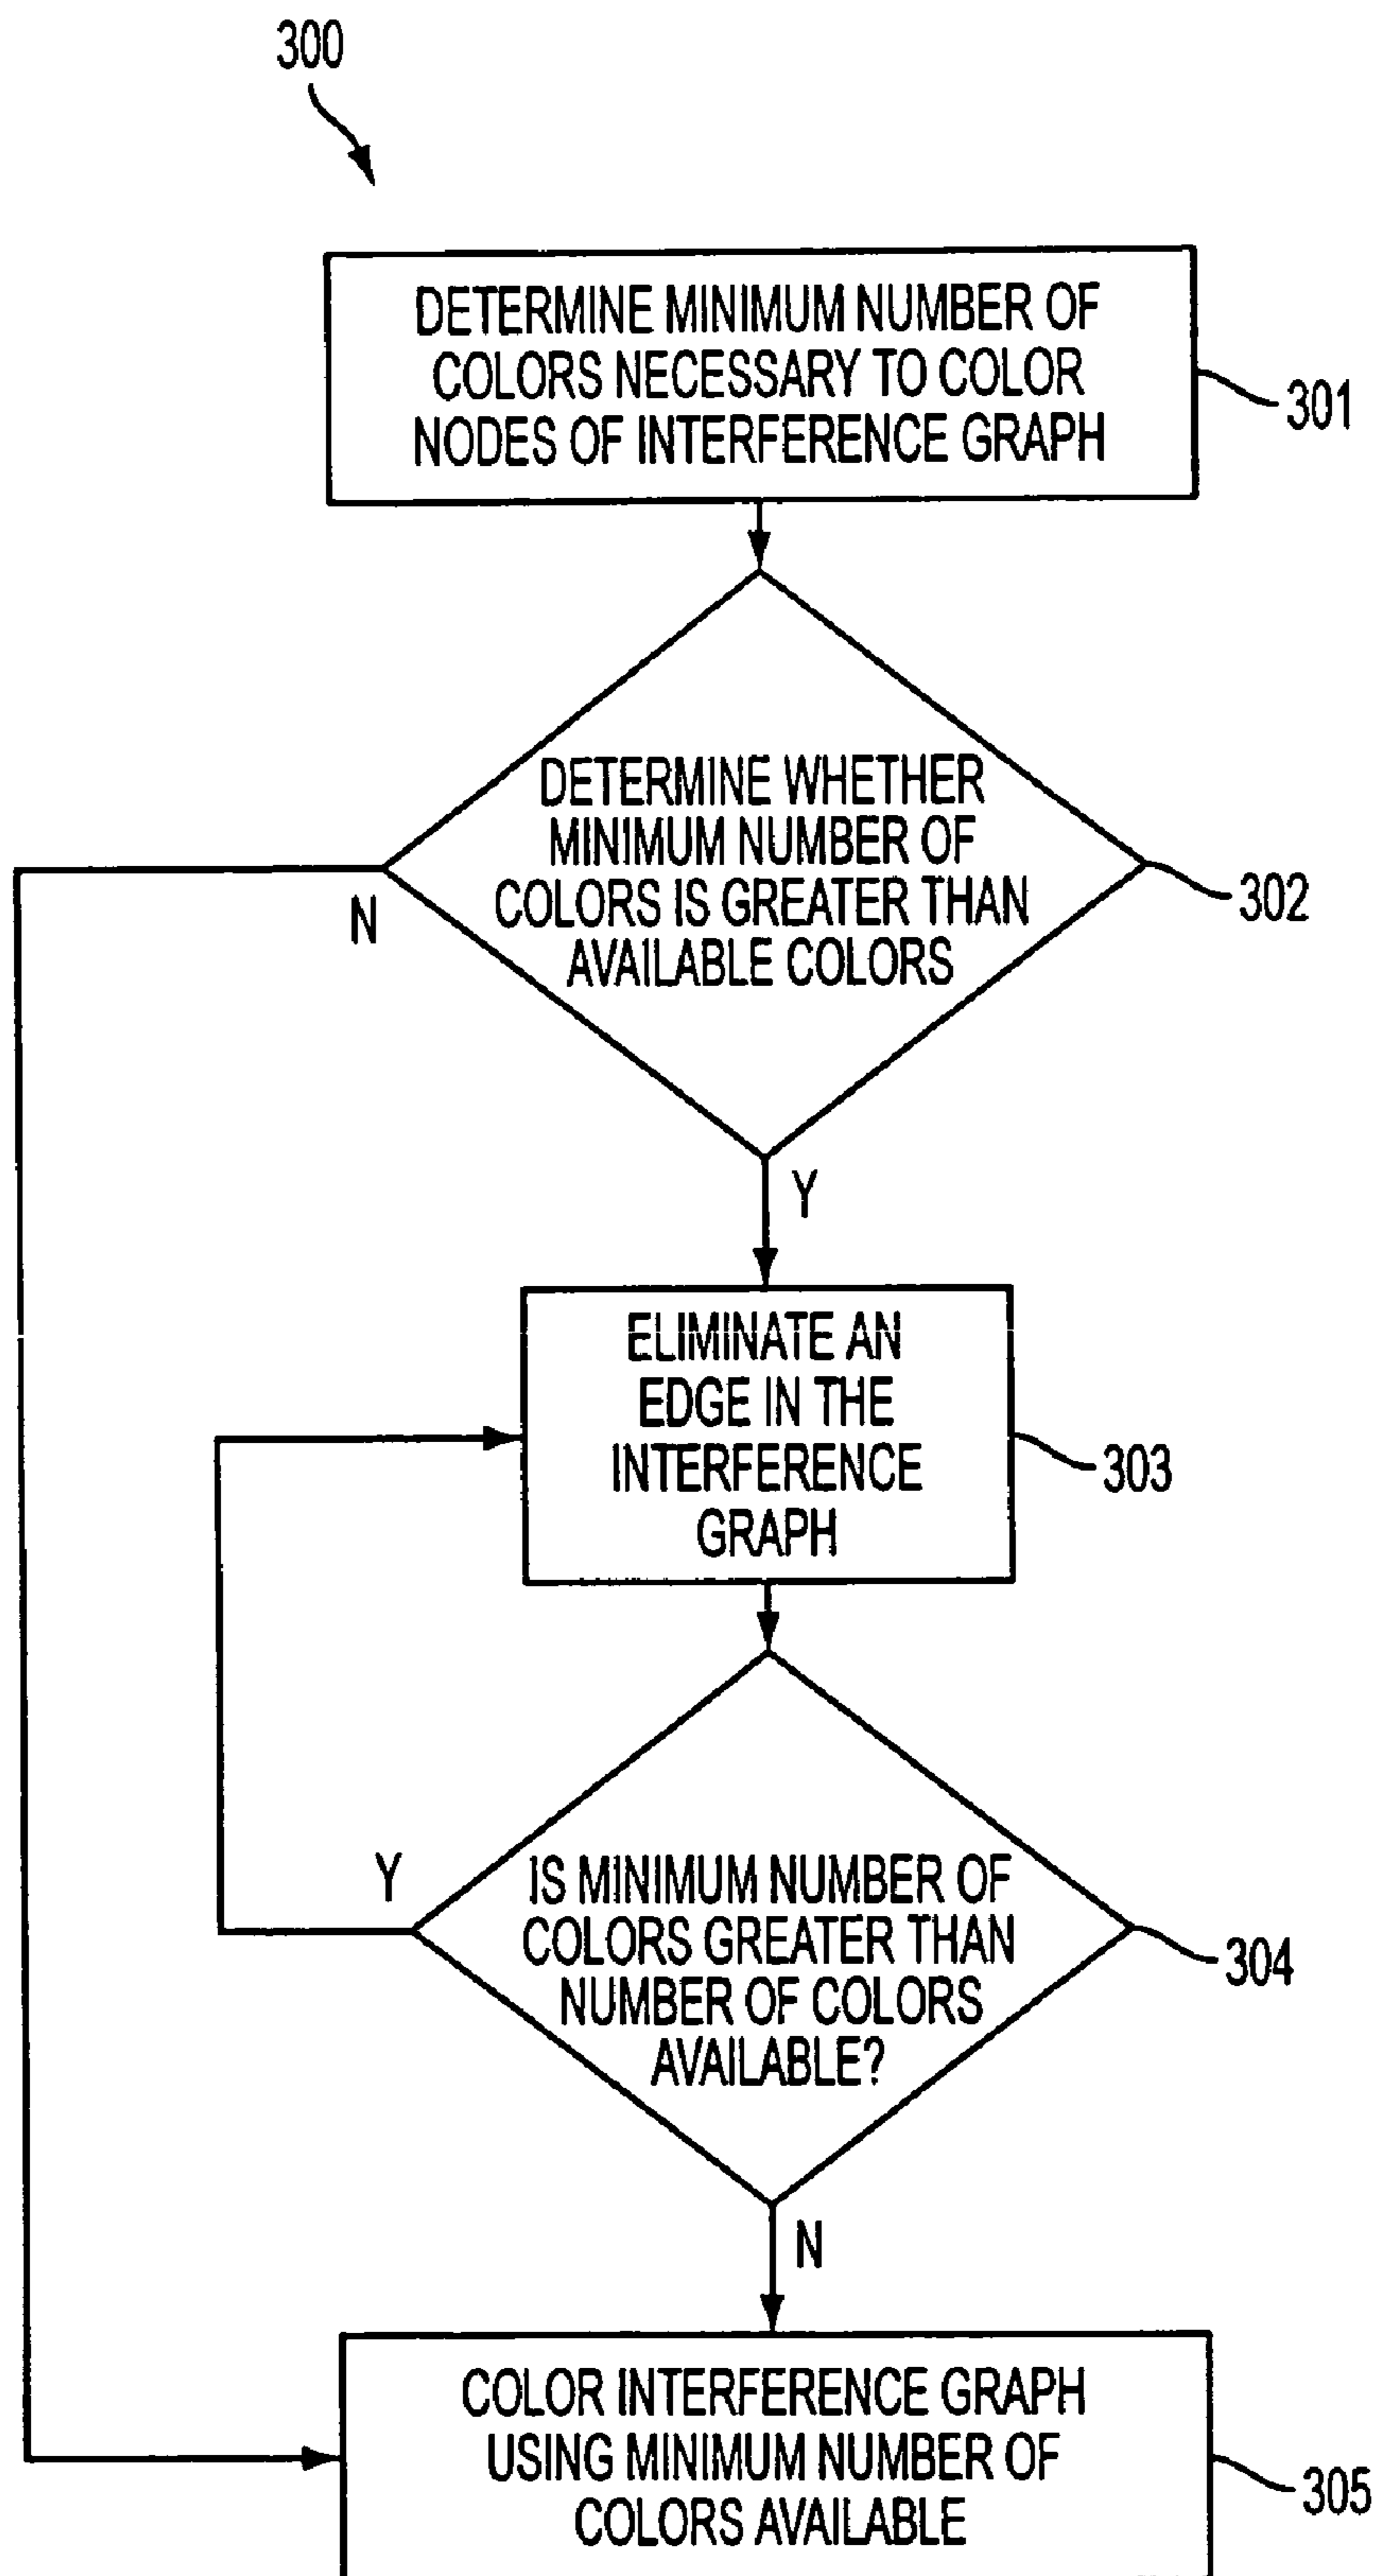 300
DETERMINE MINIMUM NUMBER OF
COLORS NECESSARY TO COLOR
NODES OF INTERFERENCE GRAPH
301
DETERMINE WHETHER
MINIMUM NUMBER OF
COLORS IS GREATER THAN
AVAILABLE COLORS
302
N
Y
ELIMINATE AN
EDGE IN THE
INTERFERENCE
GRAPH
303
Y
IS MINIMUM NUMBER OF
COLORS GREATER THAN
NUMBER OF COLORS
AVAILABLE?
304
N
COLOR INTERFERENCE GRAPH
USING MINIMUM NUMBER OF
COLORS AVAILABLE
305